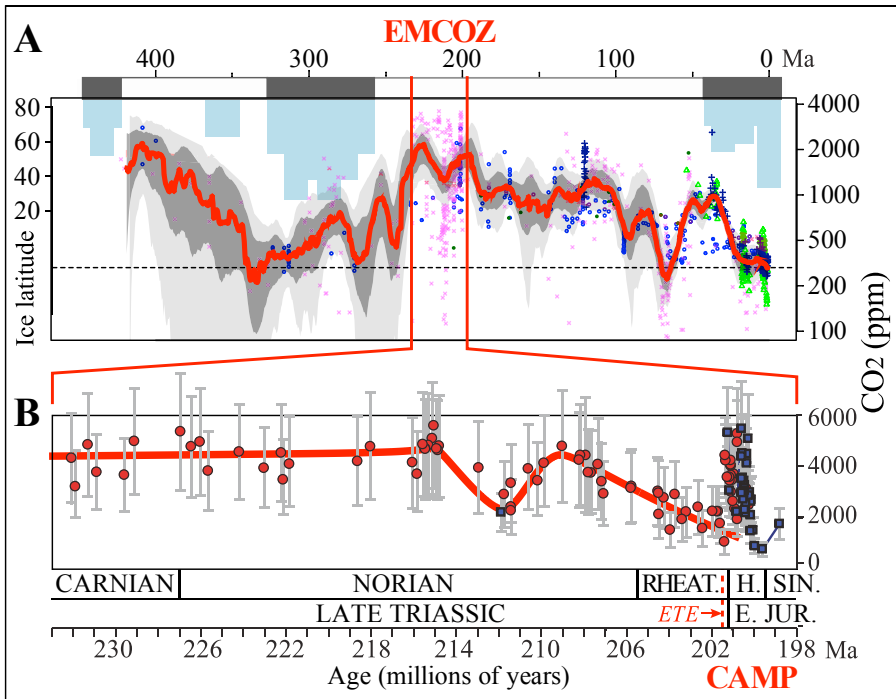 A
EMCOZ
400 300 200 100 0 Ma
80 4000
60 2000
40 1000
20 500
200
100
Ice latitude
CO2 (ppm)
B
6000
4000
2000
0
CARNIAN NORIAN RHEAT. H. SIN.
LATE TRIASSIC ETE E. JUR.
230 226 222 218 214 210 206 202 198 Ma
Age (millions of years) CAMP